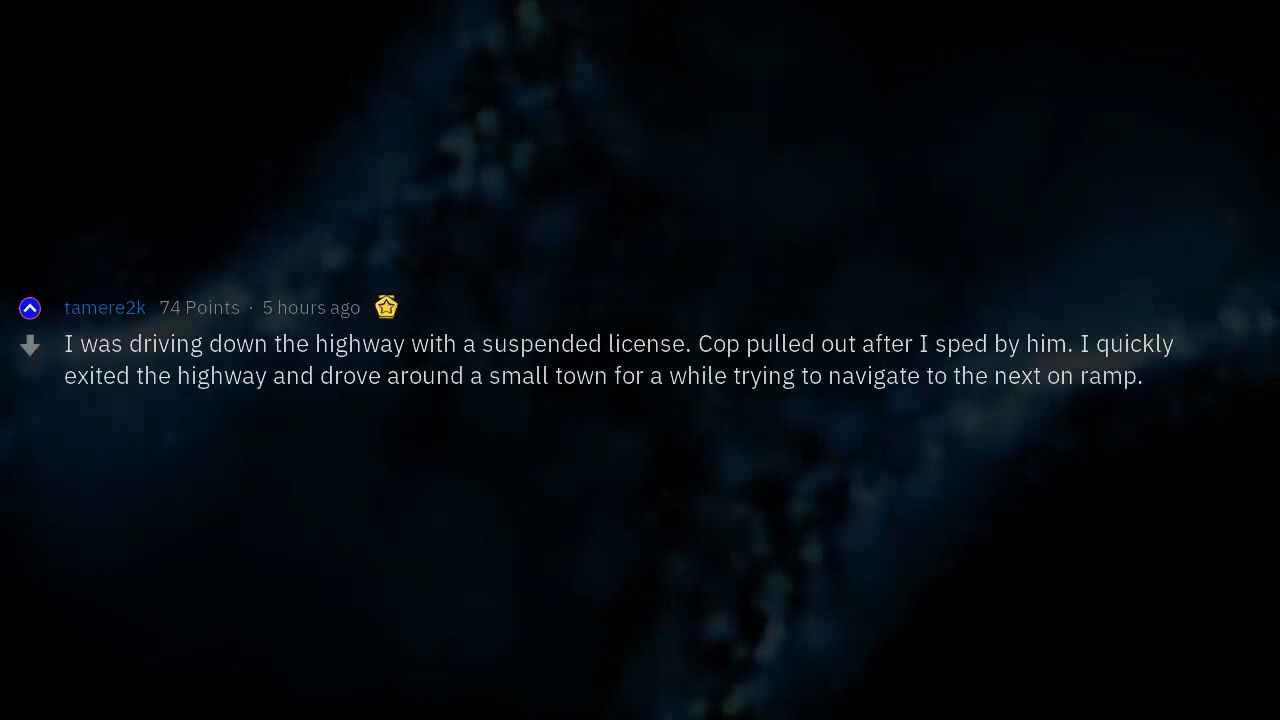 tamere2k 74 Points · 5 hours ago
I was driving down the highway with a suspended license. Cop pulled out after I sped by him. I quickly
exited the highway and drove around a small town for a while trying to navigate to the next on ramp.